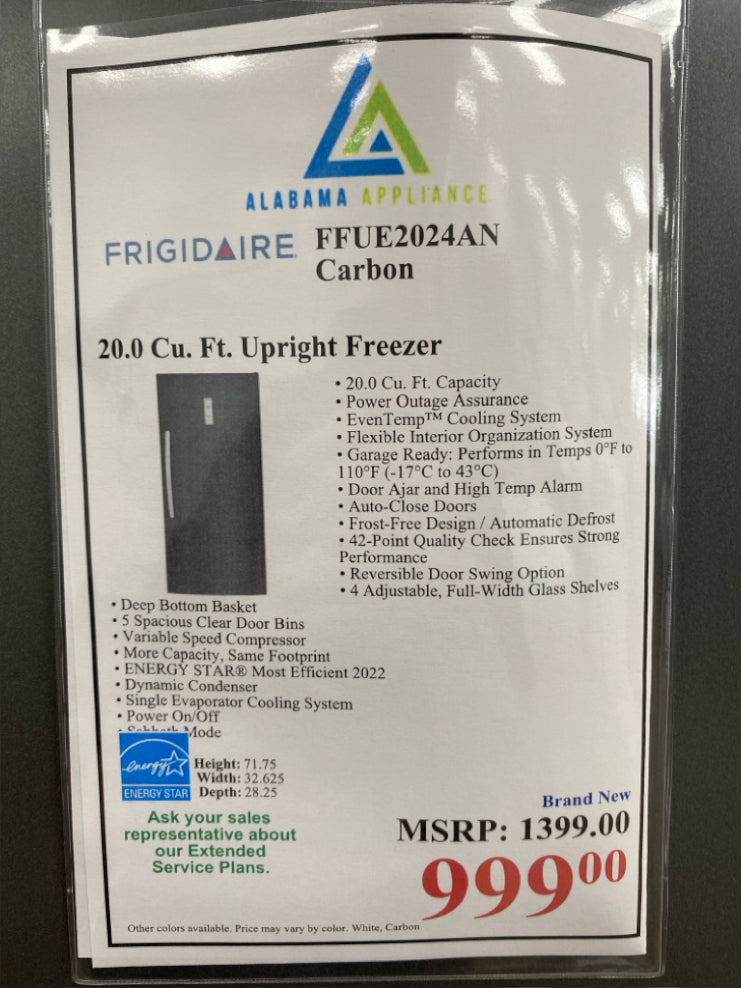 ALABAMA APPLIANCE
FRIGIDAIRE FFUE2024AN
Carbon
20.0 Cu. Ft. Upright Freezer
• 20.0 Cu. Ft. Capacity
• Power Outage Assurance
• EvenTemp™ Cooling System
• Flexible Interior Organization System
• Garage Ready: Performs in Temps 0°F to
110°F (-17°C to 43°C)
• Door Ajar and High Temp Alarm
• Auto-Close Doors
• Frost-Free Design / Automatic Defrost
• 42-Point Quality Check Ensures Strong
Performance
• Reversible Door Swing Option
• 4 Adjustable, Full-Width Glass Shelves
• Deep Bottom Basket
• 5 Spacious Clear Door Bins
• Variable Speed Compressor
• More Capacity, Same Footprint
• ENERGY STAR® Most Efficient 2022
• Dynamic Condenser
• Single Evaporator Cooling System
• Power On/Off
• Mode
energy
ENERGY STAR
Height: 71.75
Width: 32.625
Depth: 28.25
Ask your sales
representative about
our Extended
Service Plans.
Brand New
MSRP: 1399.00
99900
Other colors available. Price may vary by color. White, Carbon